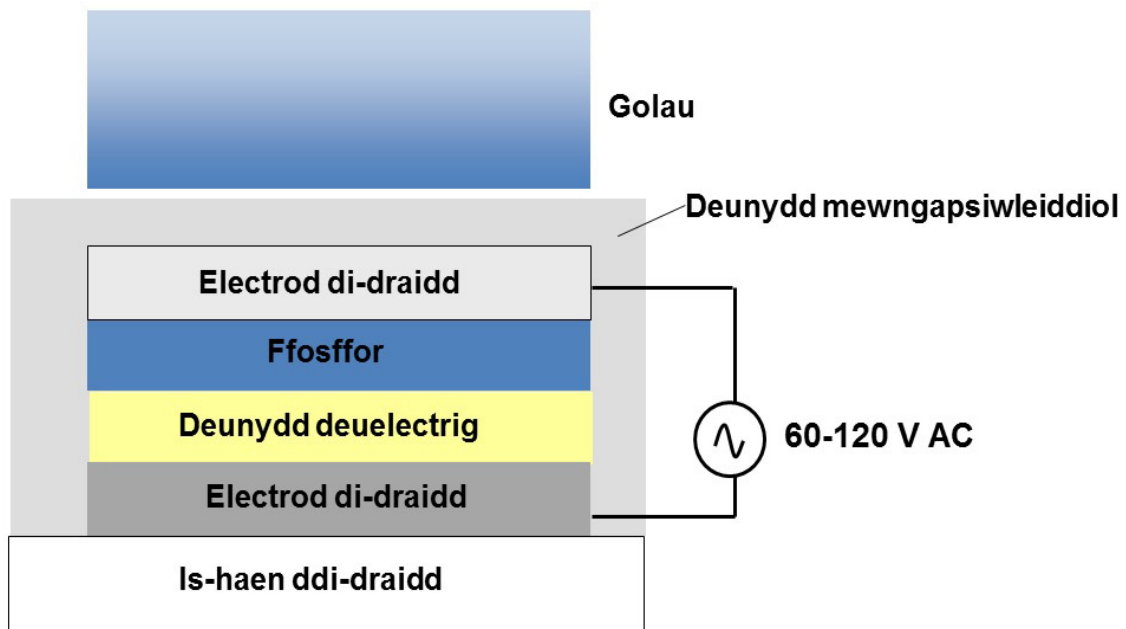 Golau
Deunydd mewngapsiwleiddiol
Electrod di-draidd
Ffosffor
Deunydd deuelectrig
60-120 V AC
Electrod di-draidd
Is-haen ddi-draidd